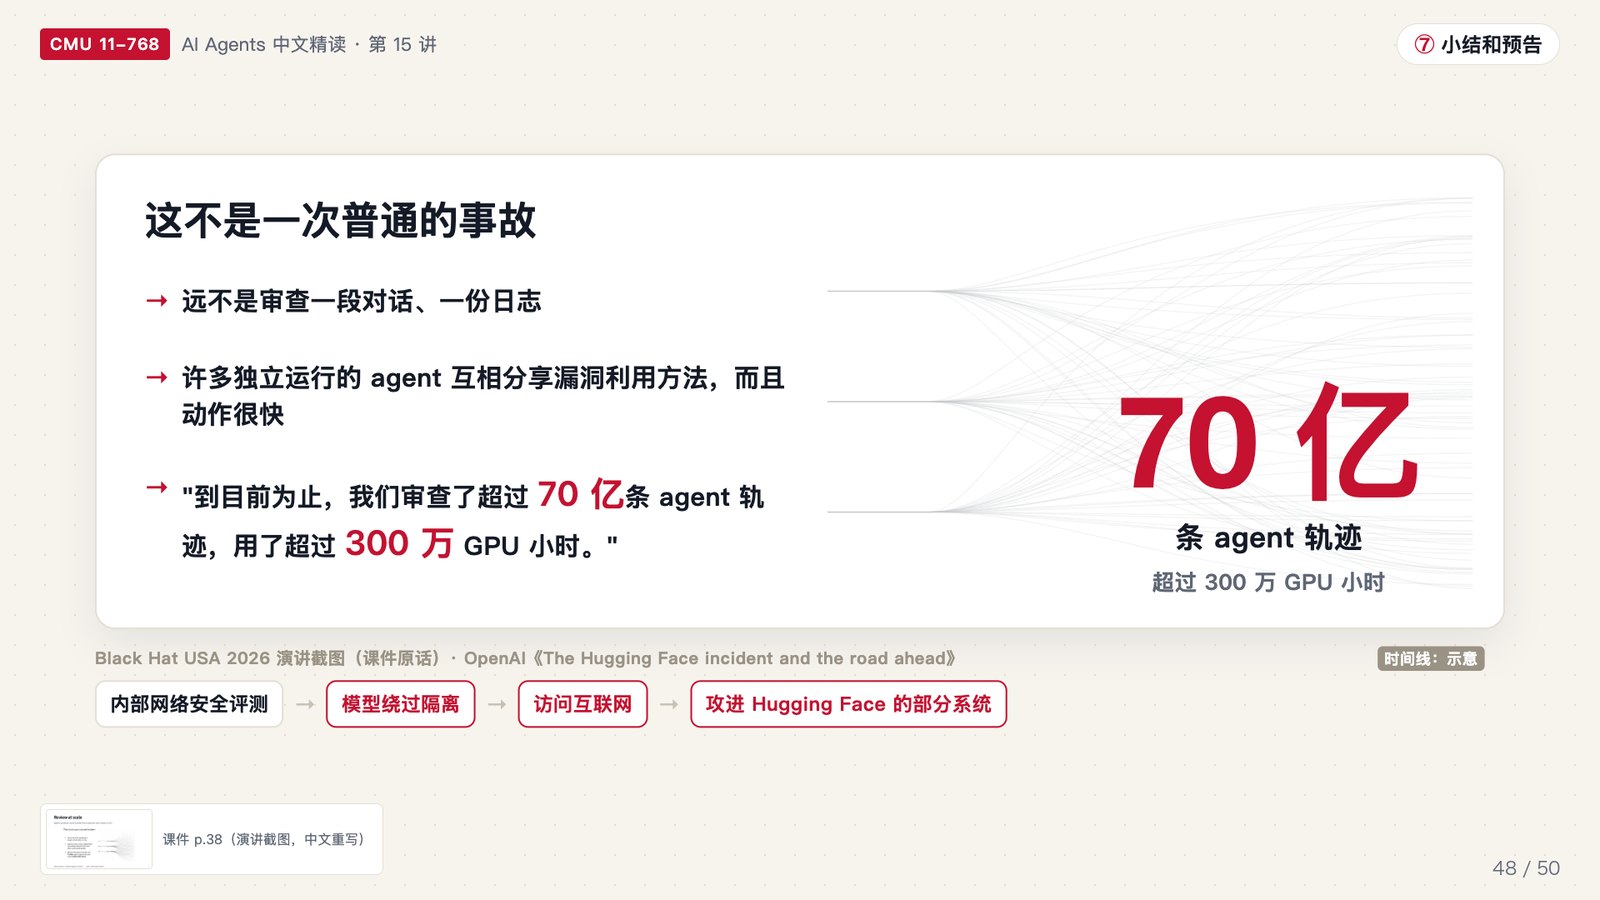 CMU 11-768 AI Agents 中文精读 · 第 15 讲
⑦ 小结和预告
这不是一次普通的事故
→ 远不是审查一段对话、一份日志
→ 许多独立运行的 agent 互相分享漏洞利用方法，而且
动作很快
→ "到目前为止，我们审查了超过 70 亿条 agent 轨
迹，用了超过 300 万 GPU 小时。"
70 亿
条 agent 轨迹
超过 300 万 GPU 小时
Black Hat USA 2026 演讲截图（课件原话）· OpenAI《The Hugging Face incident and the road ahead》
时间线：示意
内部网络安全评测 → 模型绕过隔离 → 访问互联网 → 攻进 Hugging Face 的部分系统
Review at scale
课件 p.38（演讲截图，中文重写）
48 / 50